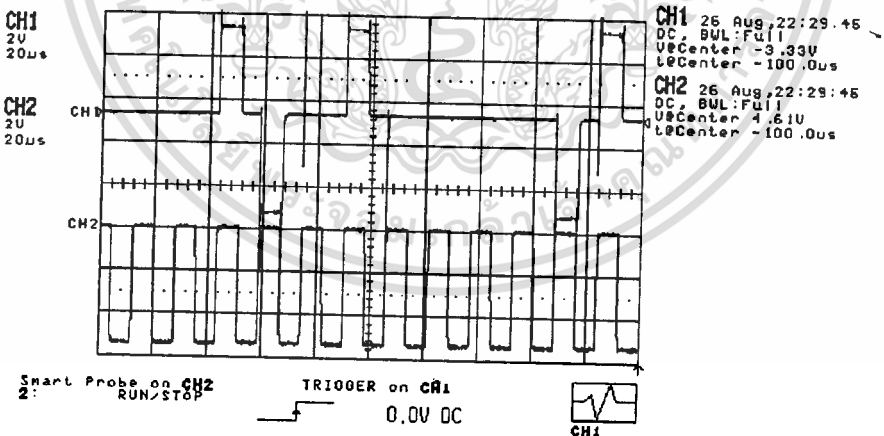 CH1
2V
20us
CH2
2V
20us
CH1
CH2
CH1 26 Aug,22:29:46
DC, BWL:Full
V@Center -3.33V
t@Center -100.0us
CH2 26 Aug,22:29:46
DC, BWL:Full
V@Center 4.61V
t@Center -100.0us
Smart Probe on CH2
2: RUN/STOP
TRIGGER on CH1
0.0V DC
CH1